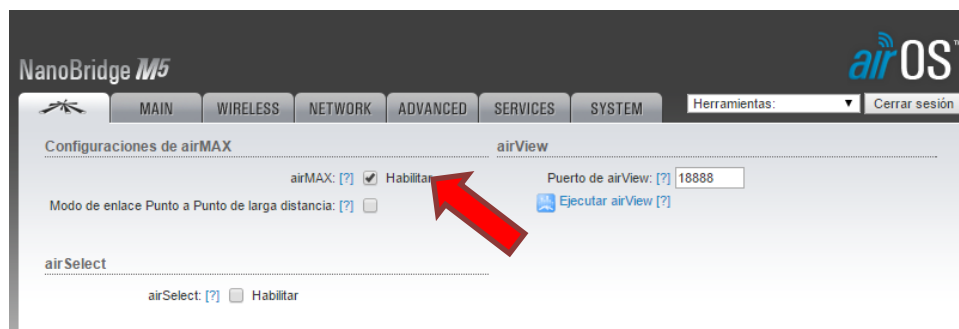 NanoBridge M5
airOS™
MAIN WIRELESS NETWORK ADVANCED SERVICES SYSTEM Herramientas: Cerrar sesión
Configuraciones de airMAX
airMAX: [?] Habilitar
Modo de enlace Punto a Punto de larga distancia: [?]
airView
Puerto de airView: [?] 18888
Ejecutar airView [?]
airSelect
airSelect: [?] Habilitar